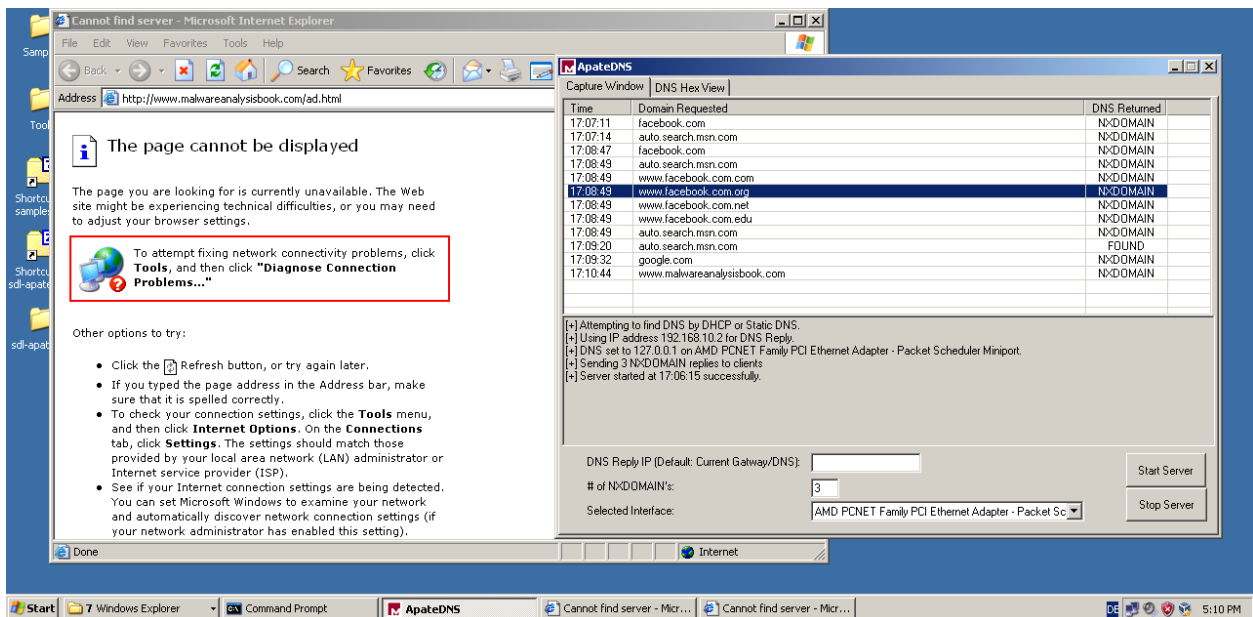 Cannot find server - Microsoft Internet Explorer
File Edit View Favorites Tools Help
Back Search Favorites
Address http://www.malwareanalysisbook.com/ad.html
The page cannot be displayed
The page you are looking for is currently unavailable. The Web
site might be experiencing technical difficulties, or you may need
to adjust your browser settings.
To attempt fixing network connectivity problems, click
Tools, and then click "Diagnose Connection
Problems..."
Other options to try:
Click the Refresh button, or try again later.
If you typed the page address in the Address bar, make
sure that it is spelled correctly.
To check your connection settings, click the Tools menu,
and then click Internet Options. On the Connections
tab, click Settings. The settings should match those
provided by your local area network (LAN) administrator or
Internet service provider (ISP).
See if your Internet connection settings are being detected.
You can set Microsoft Windows to examine your network
and automatically discover network connection settings (if
your network administrator has enabled this setting).
Done Internet
Samp
Tool
Shortcu
sample
Shortcu
sdl-apate
sdl-apat
ApateDNS
Capture Window DNS Hex View
Time Domain Requested DNS Returned
17:07:11 facebook.com NXDOMAIN
17:07:14 auto.search.msn.com NXDOMAIN
17:08:47 facebook.com NXDOMAIN
17:08:49 auto.search.msn.com NXDOMAIN
17:08:49 www.facebook.com.com NXDOMAIN
17:08:49 www.facebook.com.org NXDOMAIN
17:08:49 www.facebook.com.net NXDOMAIN
17:08:49 www.facebook.com.edu NXDOMAIN
17:08:49 auto.search.msn.com NXDOMAIN
17:09:20 auto.search.msn.com FOUND
17:09:32 google.com NXDOMAIN
17:10:44 www.malwareanalysisbook.com NXDOMAIN
[+] Attempting to find DNS by DHCP or Static DNS.
[+] Using IP address 192.168.10.2 for DNS Reply.
[+] DNS set to 127.0.0.1 on AMD PCNET Family PCI Ethernet Adapter - Packet Scheduler Miniport.
[+] Sending 3 NXDOMAIN replies to clients
[+] Server started at 17:06:15 successfully.
DNS Reply IP (Default: Current Gatway/DNS):
# of NXDOMAIN's: 3
Selected Interface: AMD PCNET Family PCI Ethernet Adapter - Packet Sc
Start Server
Stop Server
Start 7 Windows Explorer Command Prompt ApateDNS Cannot find server - Micr... Cannot find server - Micr... DE 5:10 PM